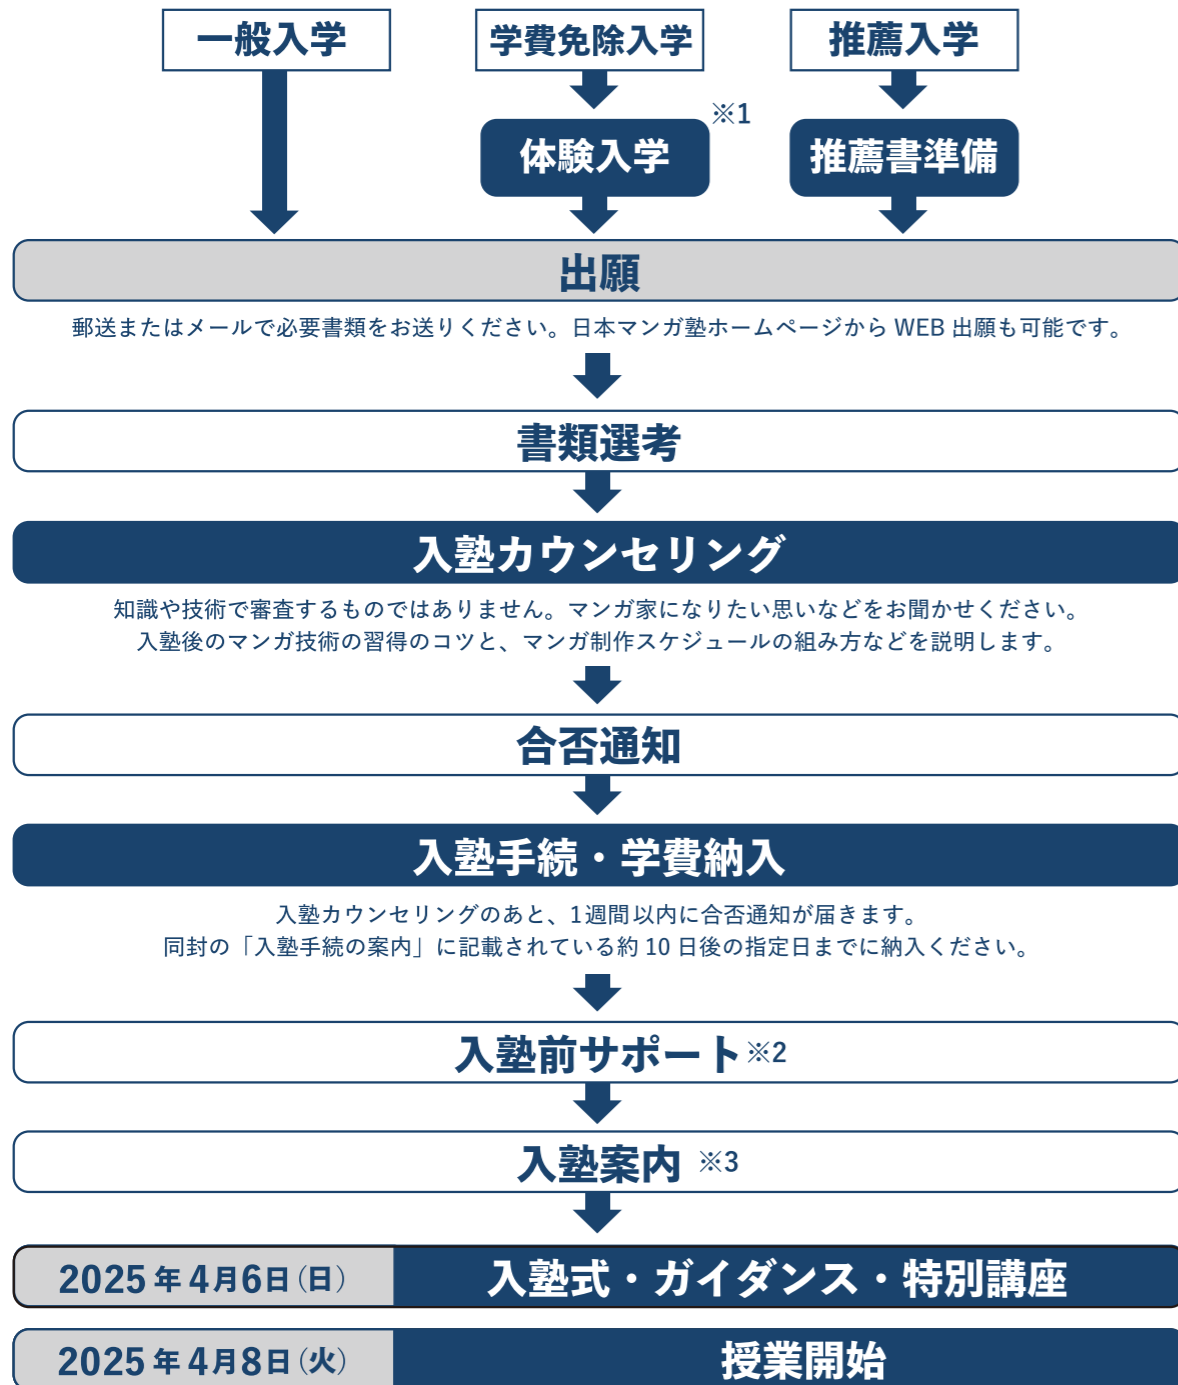 一般入学
学費免除入学
推薦入学
※1
体験入学
推薦書準備
出願
郵送またはメールで必要書類をお送りください。日本マンガ塾ホームページから WEB 出願も可能です。
書類選考
入塾カウンセリング
知識や技術で審査するものではありません。マンガ家になりたい思いなどをお聞かせください。
入塾後のマンガ技術の習得のコツと、マンガ制作スケジュールの組み方などを説明します。
合否通知
入塾手続・学費納入
入塾カウンセリングのあと、1週間以内に合否通知が届きます。
同封の「入塾手続の案内」に記載されている約 10 日後の指定日までに納入ください。
入塾前サポート※2
入塾案内 ※3
2025年4月6日(日) 入塾式・ガイダンス・特別講座
2025年4月8日(火) 授業開始